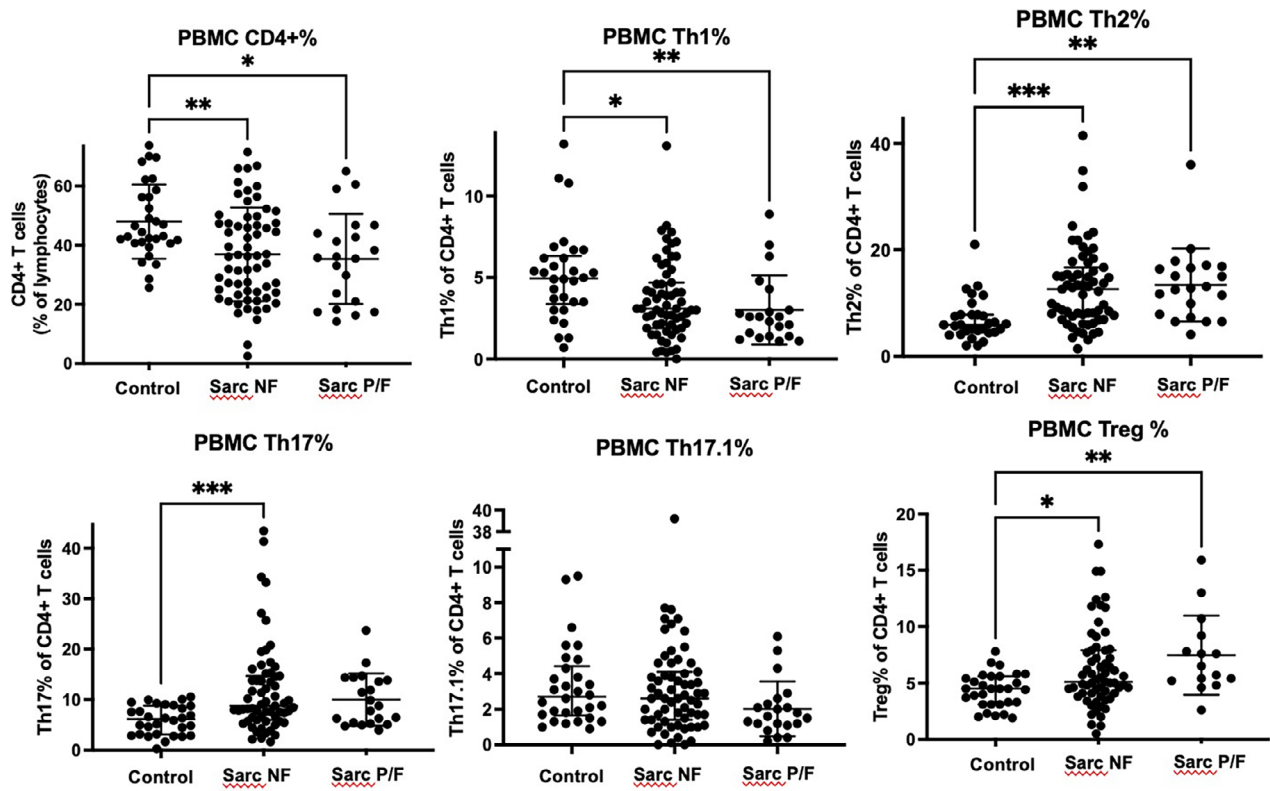 PBMC CD4+%
*
**
CD4+ T cells
(% of lymphocytes)
60
40
20
0
Control Sarc NF Sarc P/F
PBMC Th1%
**
*
Th1% of CD4+ T cells
10
5
0
Control Sarc NF Sarc P/F
PBMC Th2%
**
***
Th2% of CD4+ T cells
40
20
0
Control Sarc NF Sarc P/F
PBMC Th17%
***
Th17% of CD4+ T cells
40
30
20
10
0
Control Sarc NF Sarc P/F
PBMC Th17.1%
Th17.1% of CD4+ T cells
40
38
10
8
6
4
2
0
Control Sarc NF Sarc P/F
PBMC Treg %
**
*
Treg% of CD4+ T cells
20
15
10
5
0
Control Sarc NF Sarc P/F